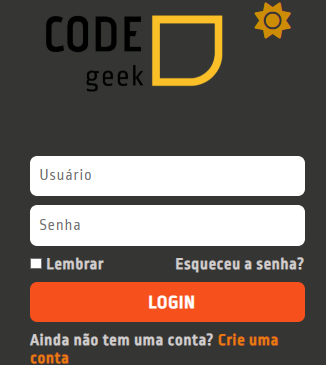 CODE
geek
Usuário
Senha
Lembrar
Esqueceu a senha?
LOGIN
Ainda não tem uma conta? Crie uma
conta